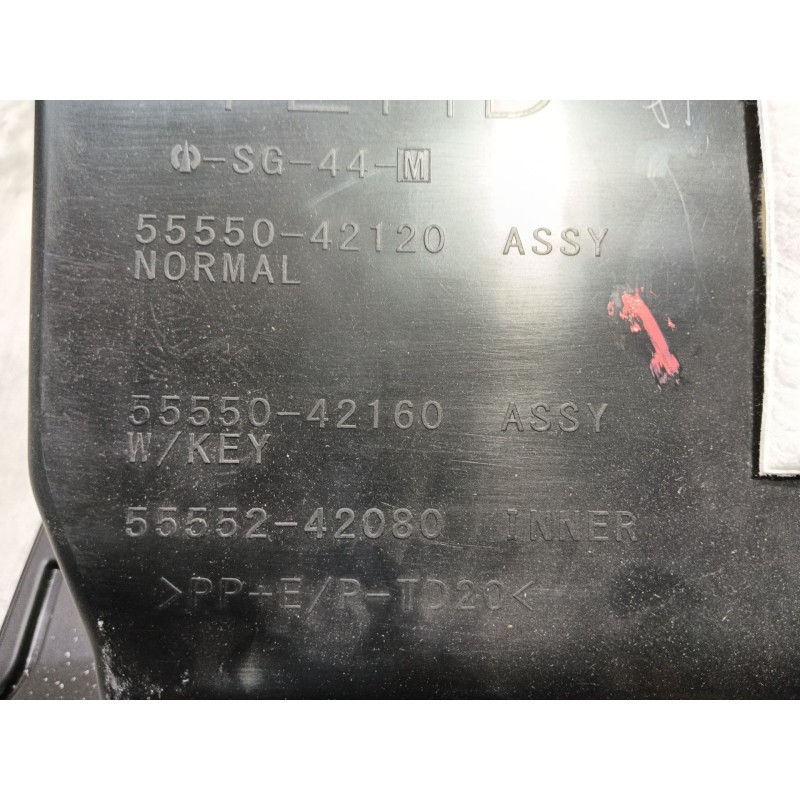 -SG-44-M
55550-42120 ASSY
NORMAL
55550-42160 ASSY
W/KEY
55552-42080 INNER
>PP-E/P-TD20<